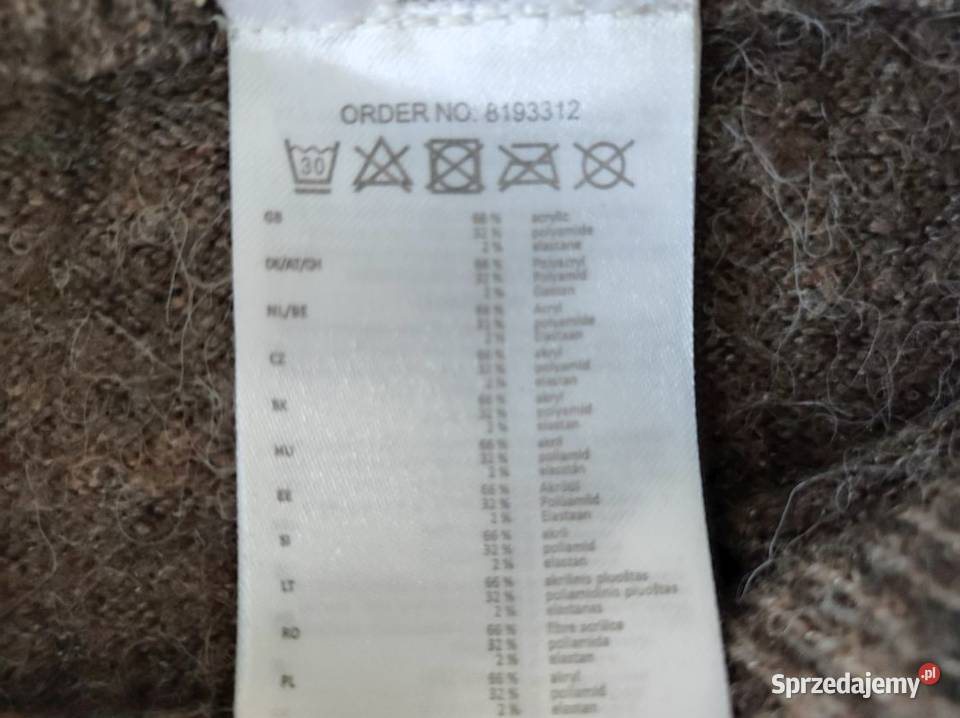 ORDER NO. 8193312
30
GB 66 % acrylic
32 % polyamide
2 % elastane
DE/AT/CH 66 % Polyacryl
32 % Polyamid
2 % Elastan
NL/BE 66 % Acryl
32 % polyamide
2 % Elastaan
CZ 66 % akryl
32 % polyamid
2 % elastan
SK 66 % akryl
32 % polyamid
2 % elastan
HU 66 % akril
32 % poliamid
2 % elasztán
EE 66 % Akrüül
32 % Polüamiid
2 % Elastaan
SI 66 % akril
32 % poliamid
2 % elastan
LT 66 % akrilinis pluoštas
32 % poliamidinis pluoštas
2 % elastanas
RO 66 % fibre acrilice
32 % poliamida
2 % elastan
PL 66 % akryl
32 % poliamid
2 % elastan
Sprzedajemy.pl